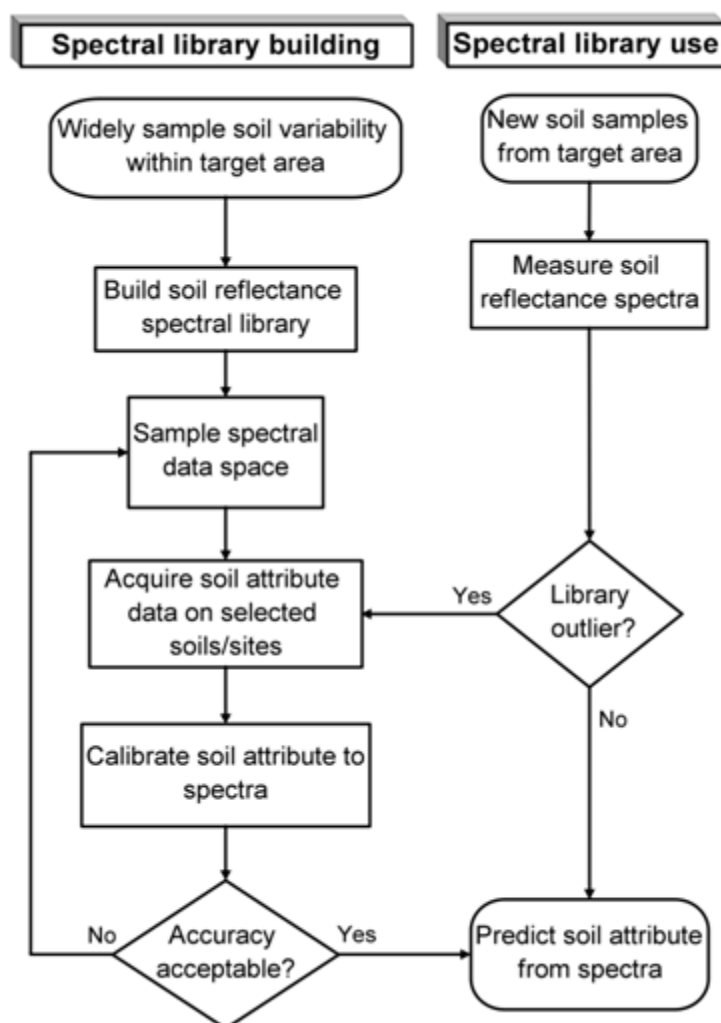 Spectral library building
Widely sample soil variability
within target area
Build soil reflectance
spectral library
Sample spectral
data space
Acquire soil attribute
data on selected
soils/sites
Calibrate soil attribute to
spectra
No
Accuracy
acceptable?
Yes
Spectral library use
New soil samples
from target area
Measure soil
reflectance spectra
Yes
Library
outlier?
No
Predict soil attribute
from spectra